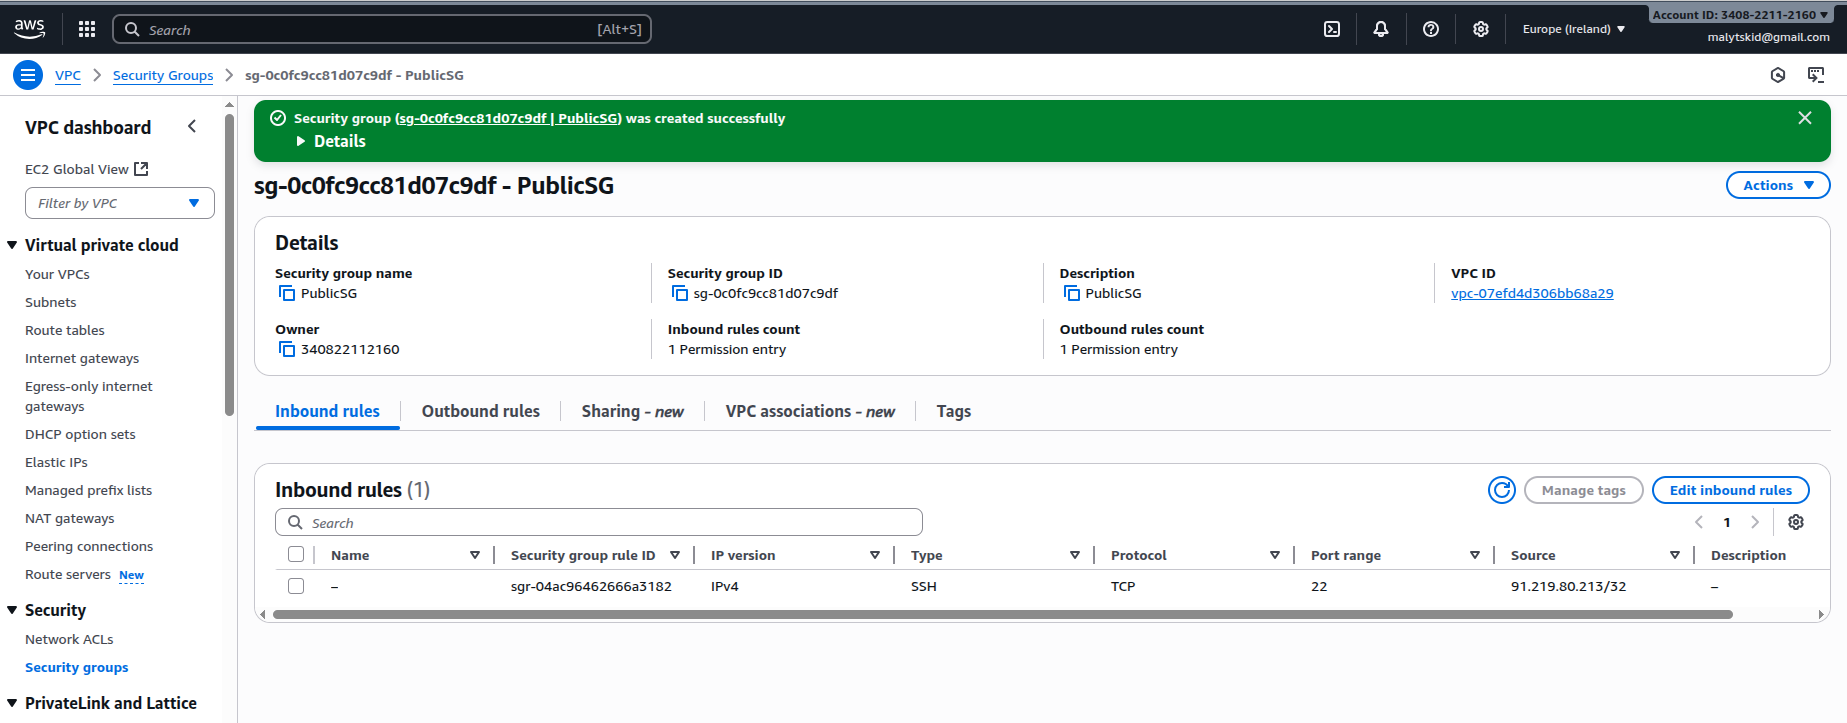 aws
Search [Alt+S]
Europe (Ireland)
Account ID: 3408-2211-2160
malytskid@gmail.com
VPC > Security Groups > sg-0c0fc9cc81d07c9df - PublicSG
VPC dashboard
EC2 Global View
Filter by VPC
Virtual private cloud
Your VPCs
Subnets
Route tables
Internet gateways
Egress-only internet
gateways
DHCP option sets
Elastic IPs
Managed prefix lists
NAT gateways
Peering connections
Route servers New
Security
Network ACLs
Security groups
PrivateLink and Lattice
Security group (sg-0c0fc9cc81d07c9df | PublicSG) was created successfully
Details
sg-0c0fc9cc81d07c9df - PublicSG
Actions
Details
Security group name
PublicSG
Security group ID
sg-0c0fc9cc81d07c9df
Description
PublicSG
VPC ID
vpc-07efd4d306bb68a29
Owner
340822112160
Inbound rules count
1 Permission entry
Outbound rules count
1 Permission entry
Inbound rules Outbound rules Sharing - new VPC associations - new Tags
Inbound rules (1)
Manage tags Edit inbound rules
Search
1
Name Security group rule ID IP version Type Protocol Port range Source Description
– sgr-04ac96462666a3182 IPv4 SSH TCP 22 91.219.80.213/32 –